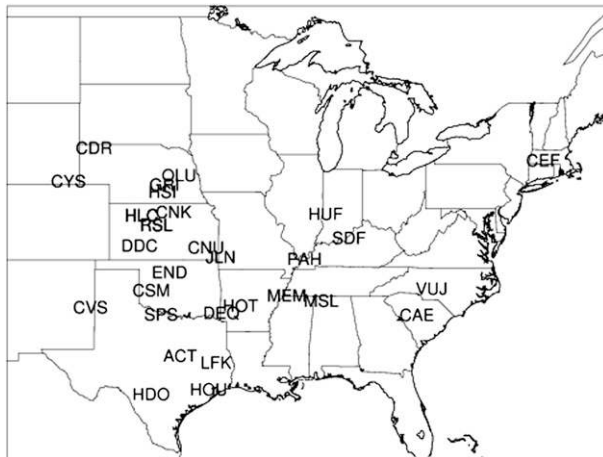 CDR
CEF
OLU
CYS
GRI
HSI
HLC
CNK
HUF
RSL
SDF
DDC
CNU
JLN
PAH
END
CSM
MEM
MSL
VUJ
CVS
SPS
DEQ
HOT
CAE
ACT
LFK
HDO
HOU